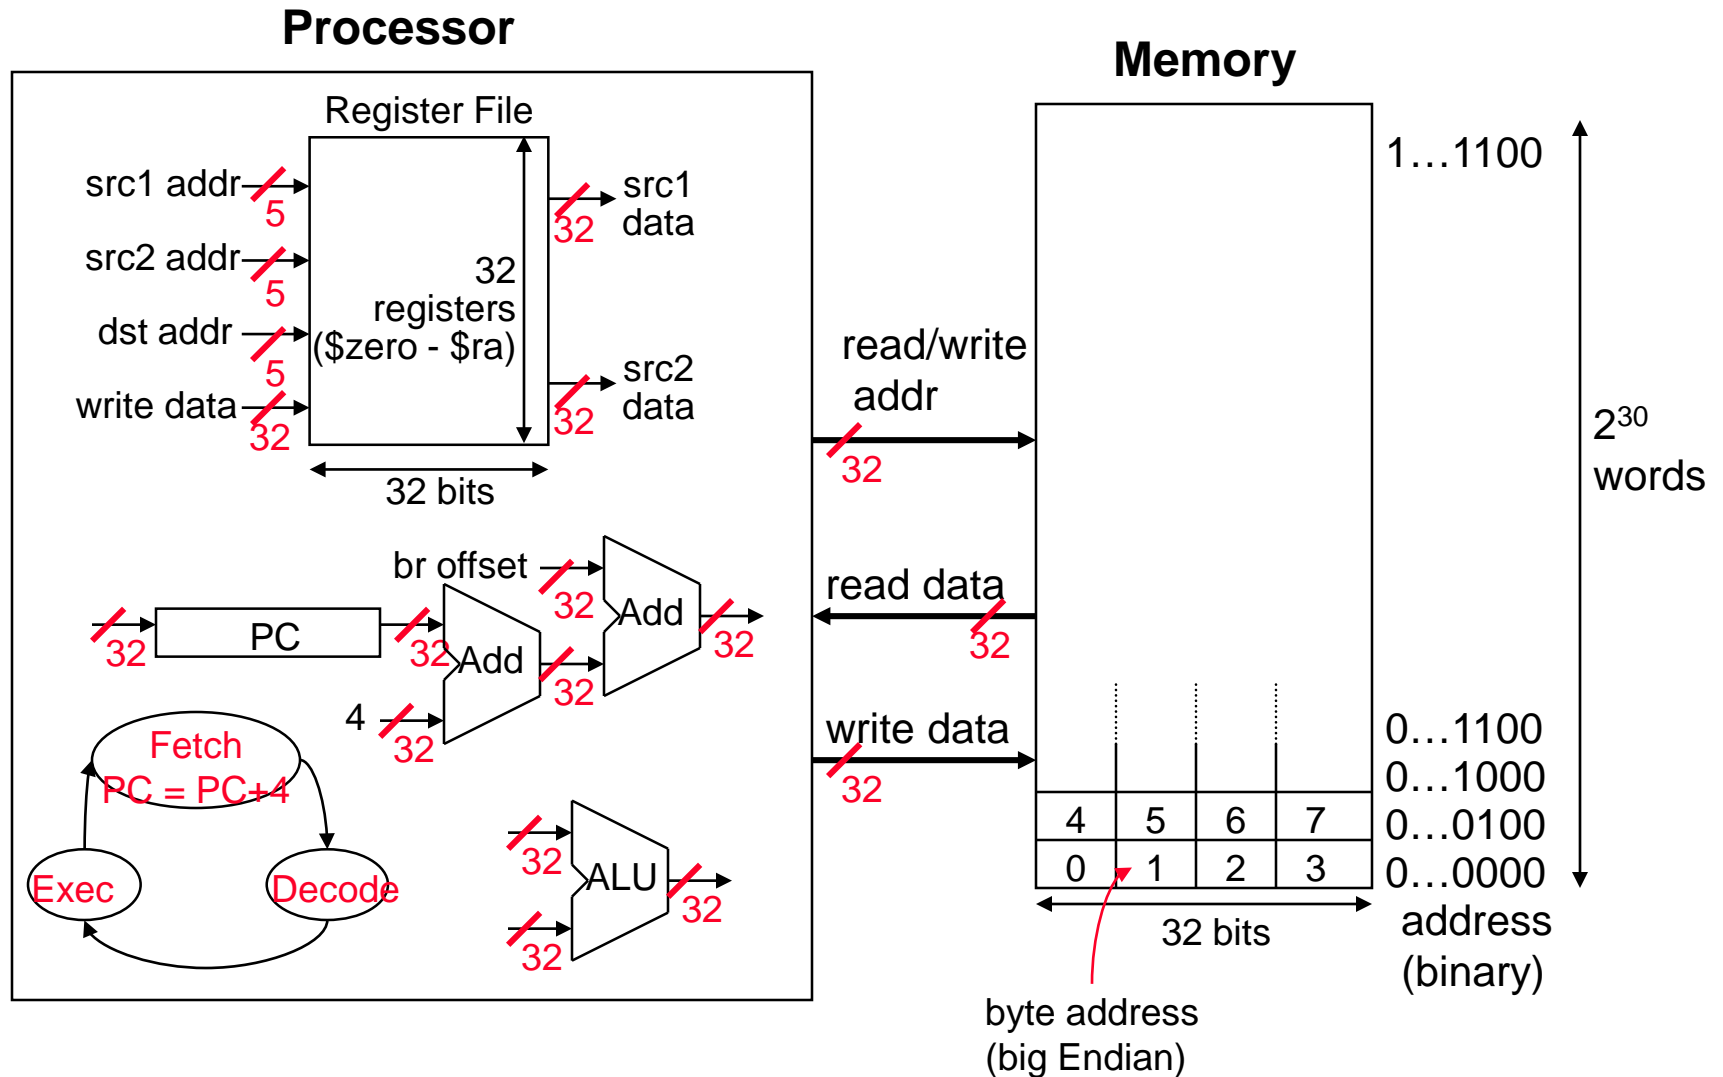 Processor
Memory
Register File
src1 addr
5
src2 addr
5
dst addr
5
write data
32
32
registers
($zero - $ra)
32 bits
src1
data
32
src2
data
32
br offset
32
Add
32
PC
32
32
Add
32
4
32
32
Fetch
PC = PC+4
Decode
Exec
32
32
ALU
32
read/write
addr
32
read data
32
write data
32
1…1100
2³⁰
words
0…1100
0…1000
4 5 6 7 0…0100
0 1 2 3 0…0000
32 bits
address
(binary)
byte address
(big Endian)